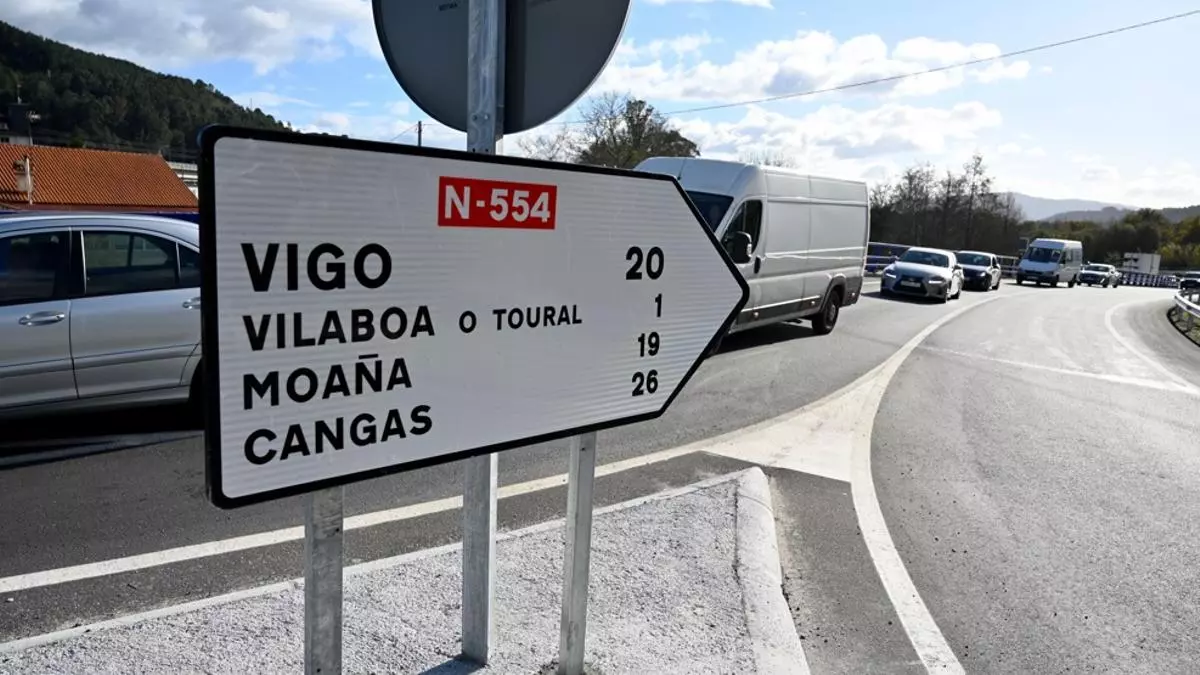 N-554
VIGO 20
VILABOA O TOURAL 1
MOAÑA 19
CANGAS 26